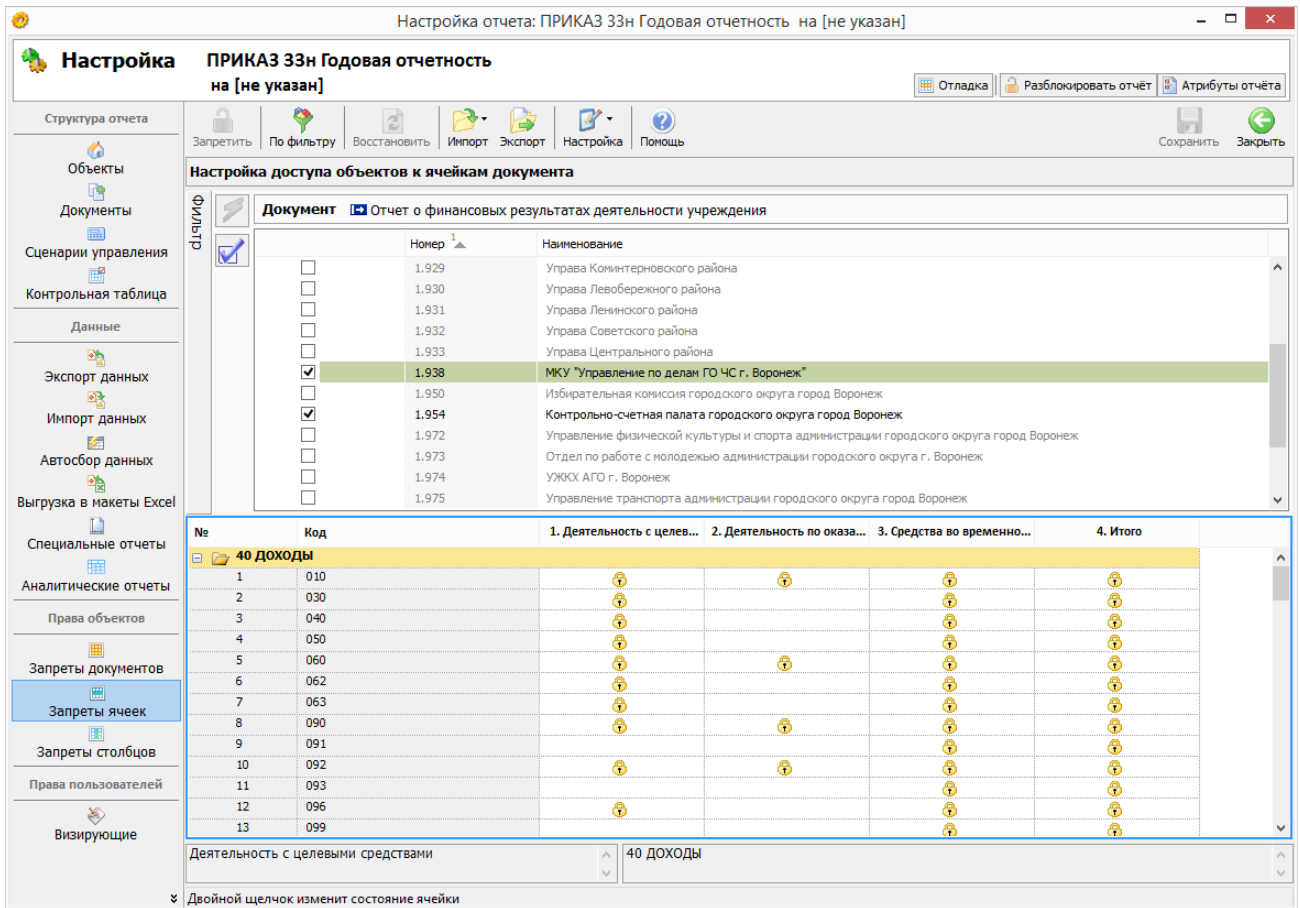 Настройка отчета: ПРИКАЗ 33н Годовая отчетность на [не указан]
Настройка
ПРИКАЗ 33н Годовая отчетность
на [не указан]
Отладка Разблокировать отчёт Атрибуты отчёта
Структура отчета
Объекты
Документы
Сценарии управления
Контрольная таблица
Данные
Экспорт данных
Импорт данных
Автосбор данных
Выгрузка в макеты Excel
Специальные отчеты
Аналитические отчеты
Права объектов
Запреты документов
Запреты ячеек
Запреты столбцов
Права пользователей
Визирующие
Запретить По фильтру Восстановить Импорт Экспорт Настройка Помощь Сохранить Закрыть
Настройка доступа объектов к ячейкам документа
Фильтр
Документ Отчет о финансовых результатах деятельности учреждения
Номер 1 Наименование
1.929 Управа Коминтерновского района
1.930 Управа Левобережного района
1.931 Управа Ленинского района
1.932 Управа Советского района
1.933 Управа Центрального района
1.938 МКУ "Управление по делам ГО ЧС г. Воронеж"
1.950 Избирательная комиссия городского округа город Воронеж
1.954 Контрольно-счетная палата городского округа город Воронеж
1.972 Управление физической культуры и спорта администрации городского округа город Воронеж
1.973 Отдел по работе с молодежью администрации городского округа г. Воронеж
1.974 УЖКХ АГО г. Воронеж
1.975 Управление транспорта администрации городского округа город Воронеж
№ Код 1. Деятельность с целев... 2. Деятельность по оказа... 3. Средства во временно... 4. Итого
40 ДОХОДЫ
1 010
2 030
3 040
4 050
5 060
6 062
7 063
8 090
9 091
10 092
11 093
12 096
13 099
Деятельность с целевыми средствами 40 ДОХОДЫ
Двойной щелчок изменит состояние ячейки